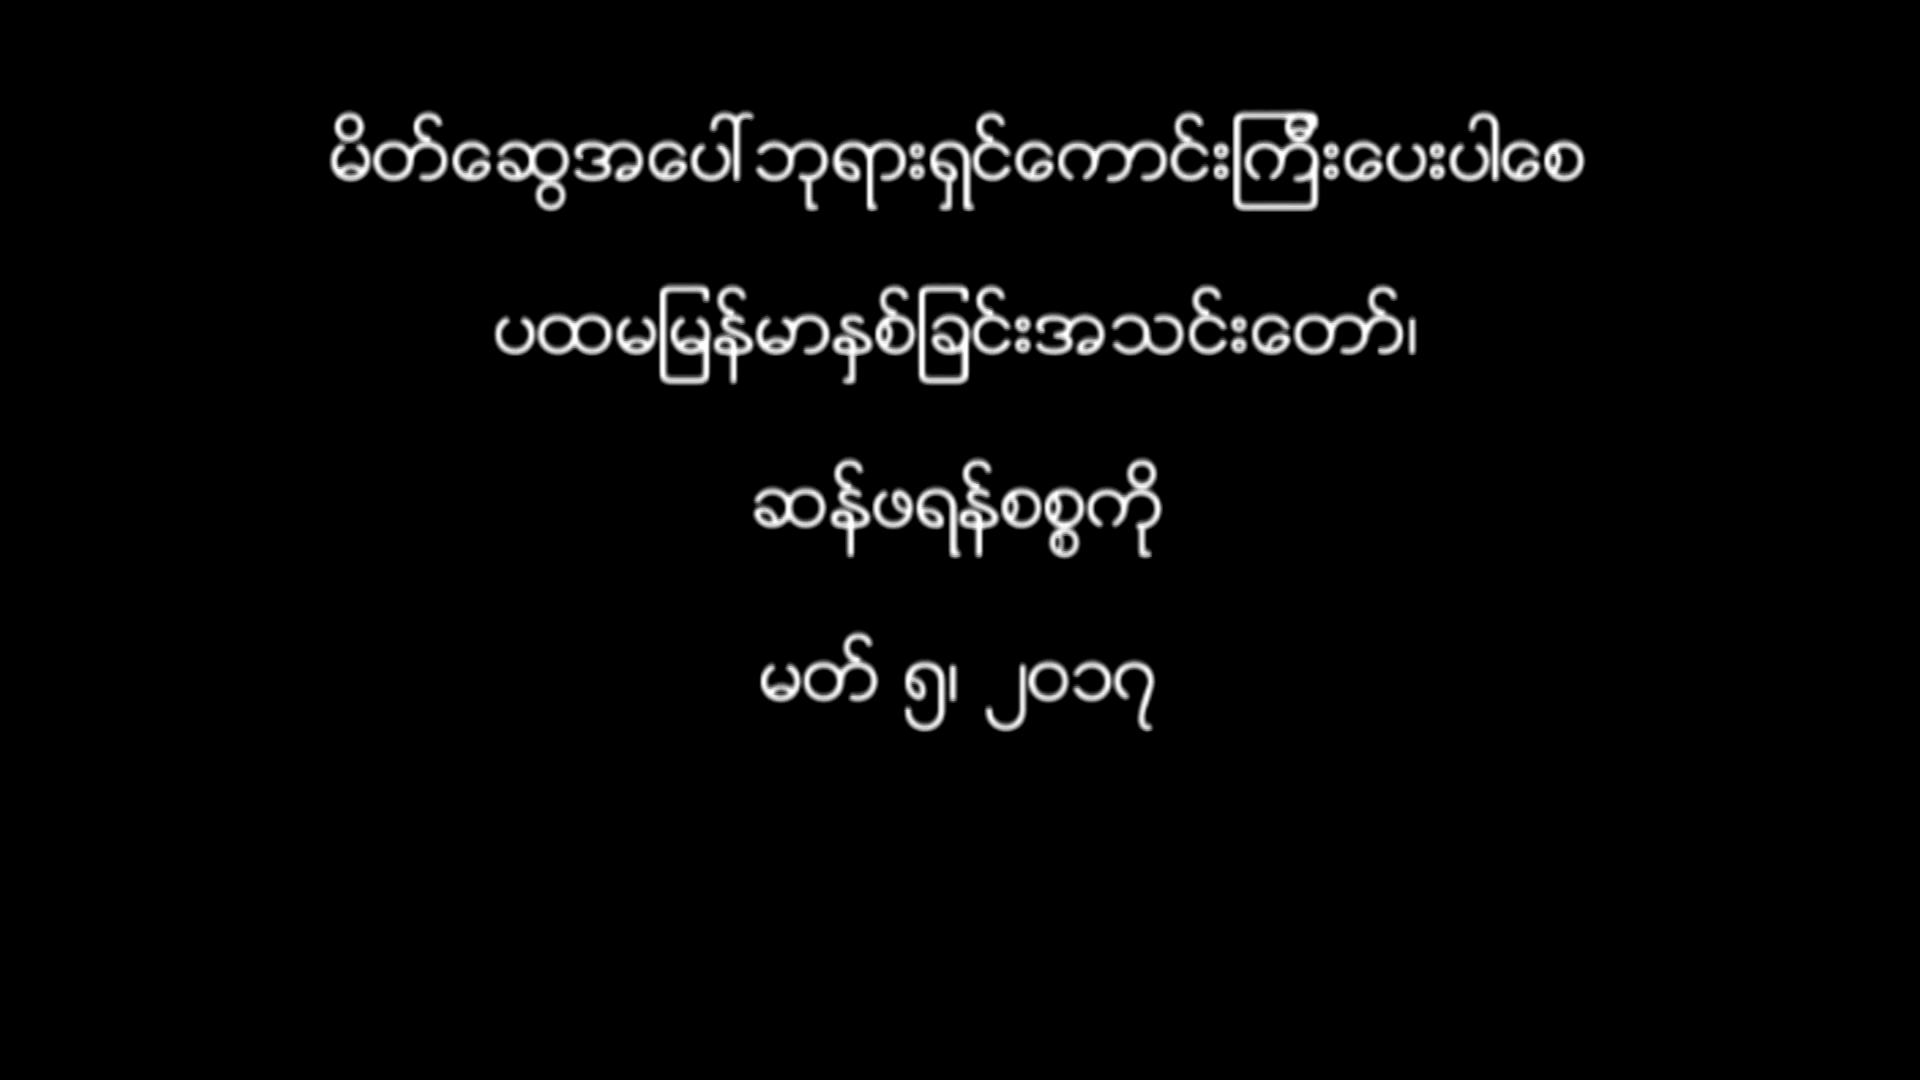 မိတ်ဆွေအပေါ် ဘုရားရှင်ကောင်းကြီးပေးပါစေ
ပထမမြန်မာနှစ်ခြင်းအသင်းတော်၊
ဆန်ဖရန်စစ္စကို
မတ် ၅၊ ၂၀၁၇